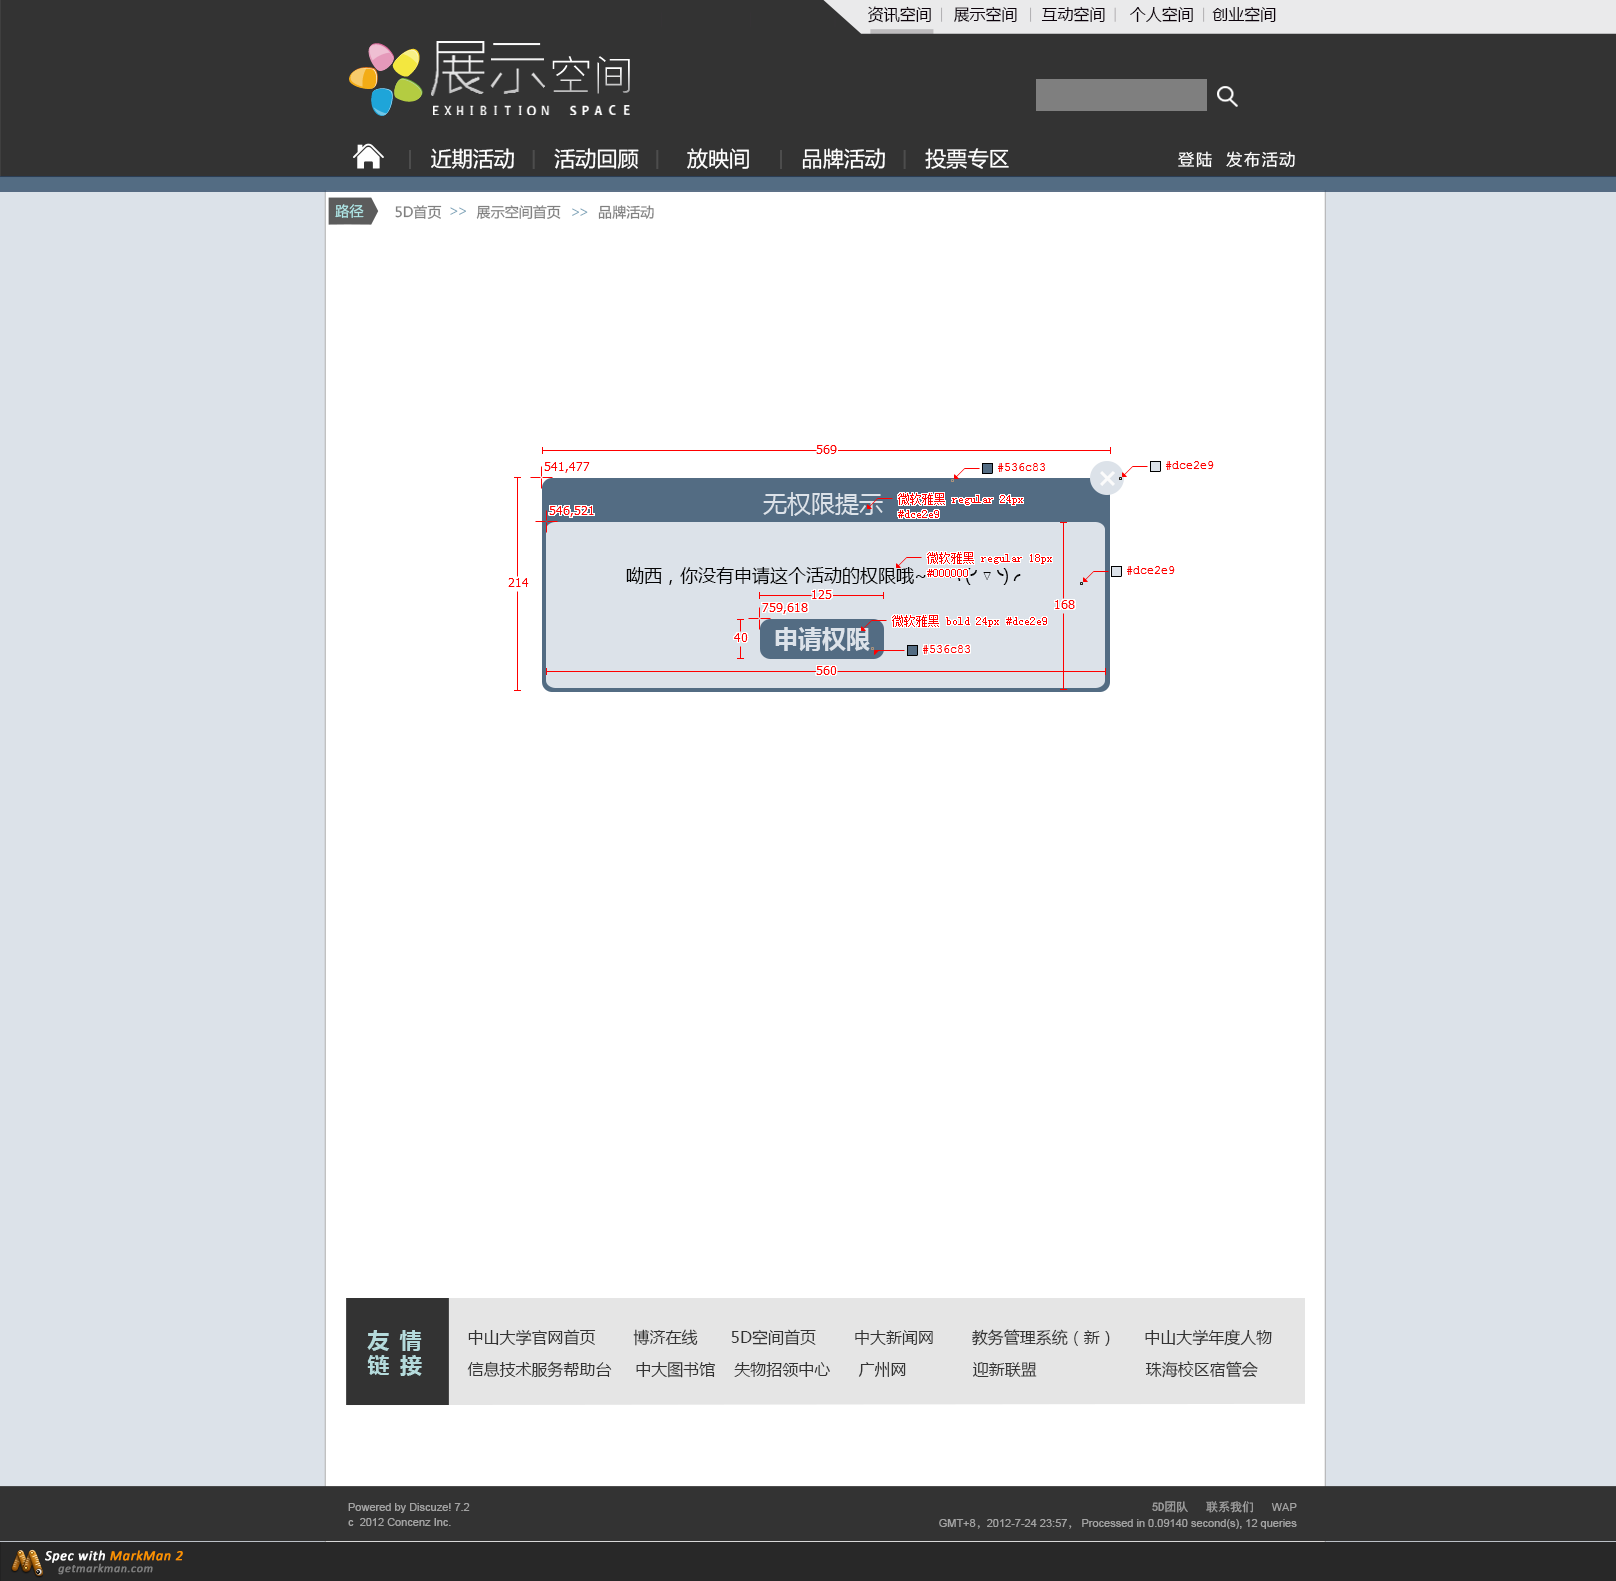 资讯空间 展示空间 互动空间 个人空间 创业空间
展示空间
EXHIBITION SPACE
近期活动 活动回顾 放映间 品牌活动 投票专区 登陆 发布活动
路径 5D首页 >> 展示空间首页 >> 品牌活动
569
541,477 #536c83 #dce2e9
无权限提示 微软雅黑 regular 24px
#dce2e9
546,521
微软雅黑 regular 18px
呦西，你没有申请这个活动的权限哦~ #000000
#dce2e9
214
125
168
759,618
微软雅黑 bold 24px #dce2e9
40 申请权限
#536c83
560
友情链接
中山大学官网首页 博济在线 5D空间首页 中大新闻网 教务管理系统（新） 中山大学年度人物
信息技术服务帮助台 中大图书馆 失物招领中心 广州网 迎新联盟 珠海校区宿管会
Powered by Discuze! 7.2 5D团队 联系我们 WAP
c 2012 Concenz Inc. GMT+8，2012-7-24 23:57， Processed in 0.09140 second(s), 12 queries
Spec with MarkMan 2
getmarkman.com